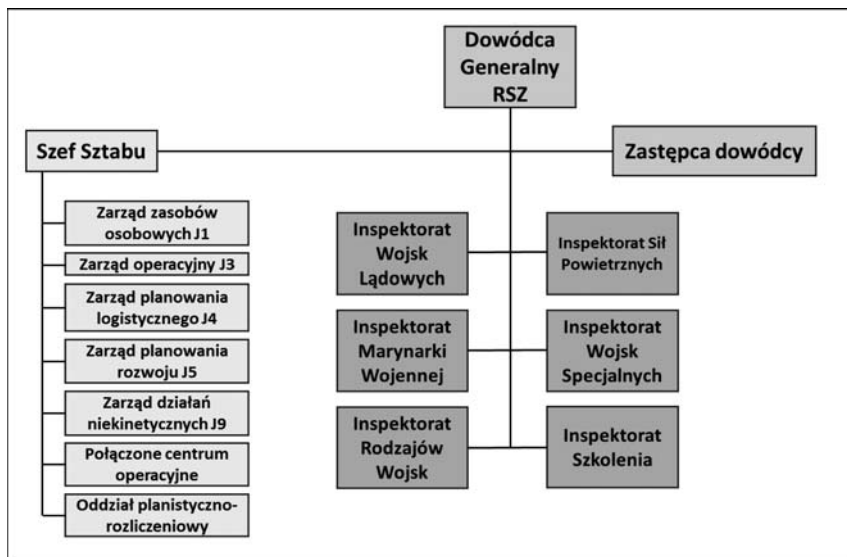 Dowódca
Generalny
RSZ
Szef Sztabu
Zastępca dowódcy
Zarząd zasobów
osobowych J1
Zarząd operacyjny J3
Zarząd planowania
logistycznego J4
Zarząd planowania
rozwoju J5
Zarząd działań
niekinetycznych J9
Połączone centrum
operacyjne
Oddział planistyczno-
rozliczeniowy
Inspektorat
Wojsk
Lądowych
Inspektorat Sił
Powietrznych
Inspektorat
Marynarki
Wojennej
Inspektorat
Wojsk
Specjalnych
Inspektorat
Rodzajów
Wojsk
Inspektorat
Szkolenia